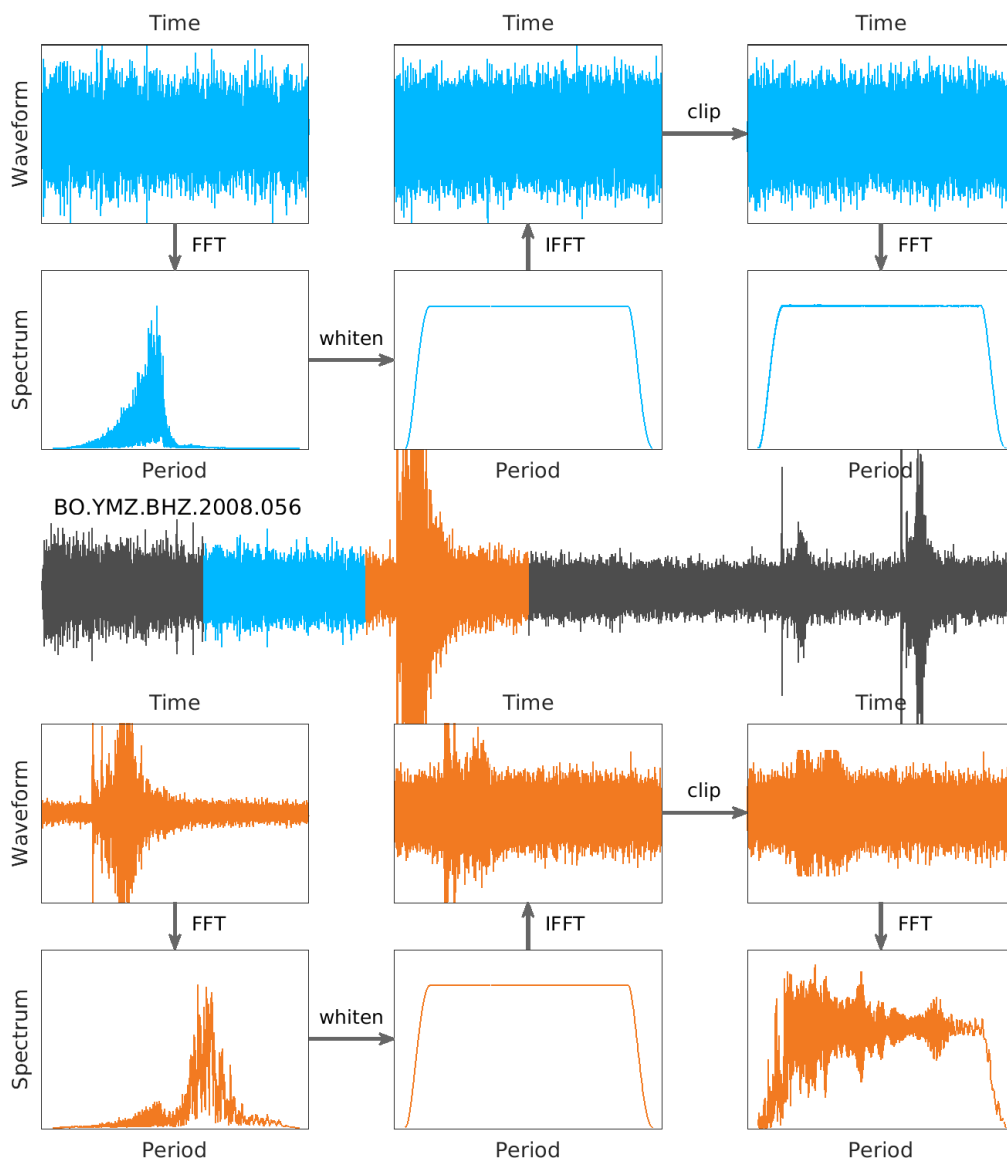 Time Time Time
Waveform
clip
FFT IFFT FFT
Spectrum
whiten
Period Period Period
BO.YMZ.BHZ.2008.056
Time Time Time
Waveform
clip
FFT IFFT FFT
Spectrum
whiten
Period Period Period